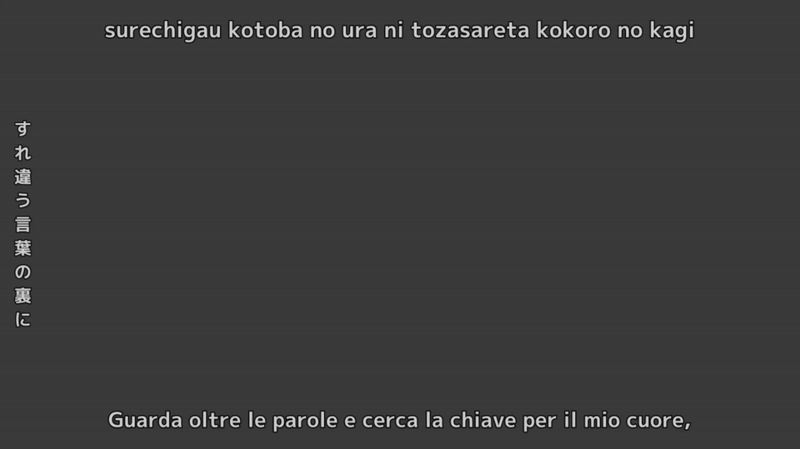 surechigau kotoba no ura ni tozasareta kokoro no kagi
すれ違う言葉の裏に
Guarda oltre le parole e cerca la chiave per il mio cuore,